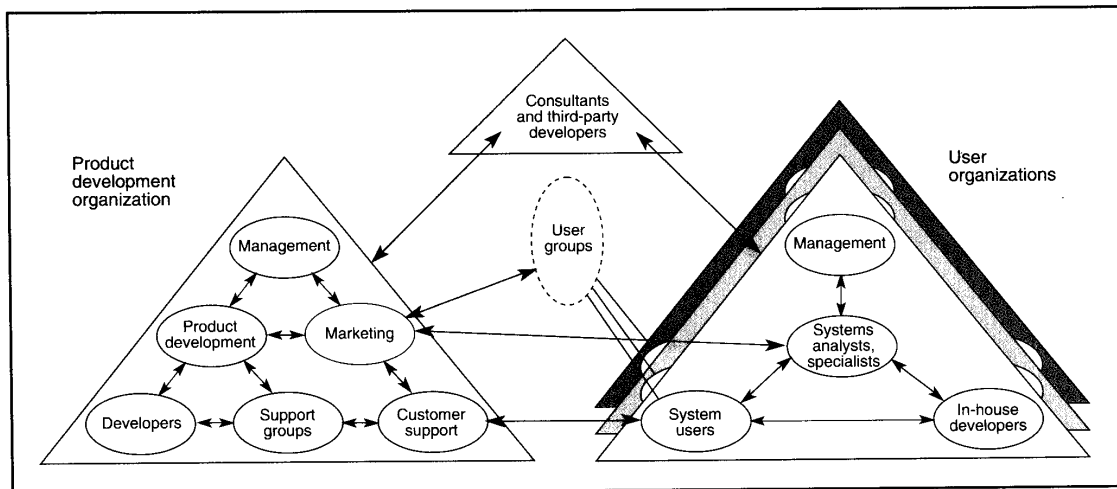 Consultants
and third-party
developers
Product
development
organization
User
organizations
User
groups
Management
Management
Product
development
Marketing
Systems
analysts,
specialists
Developers
Support
groups
Customer
support
System
users
In-house
developers